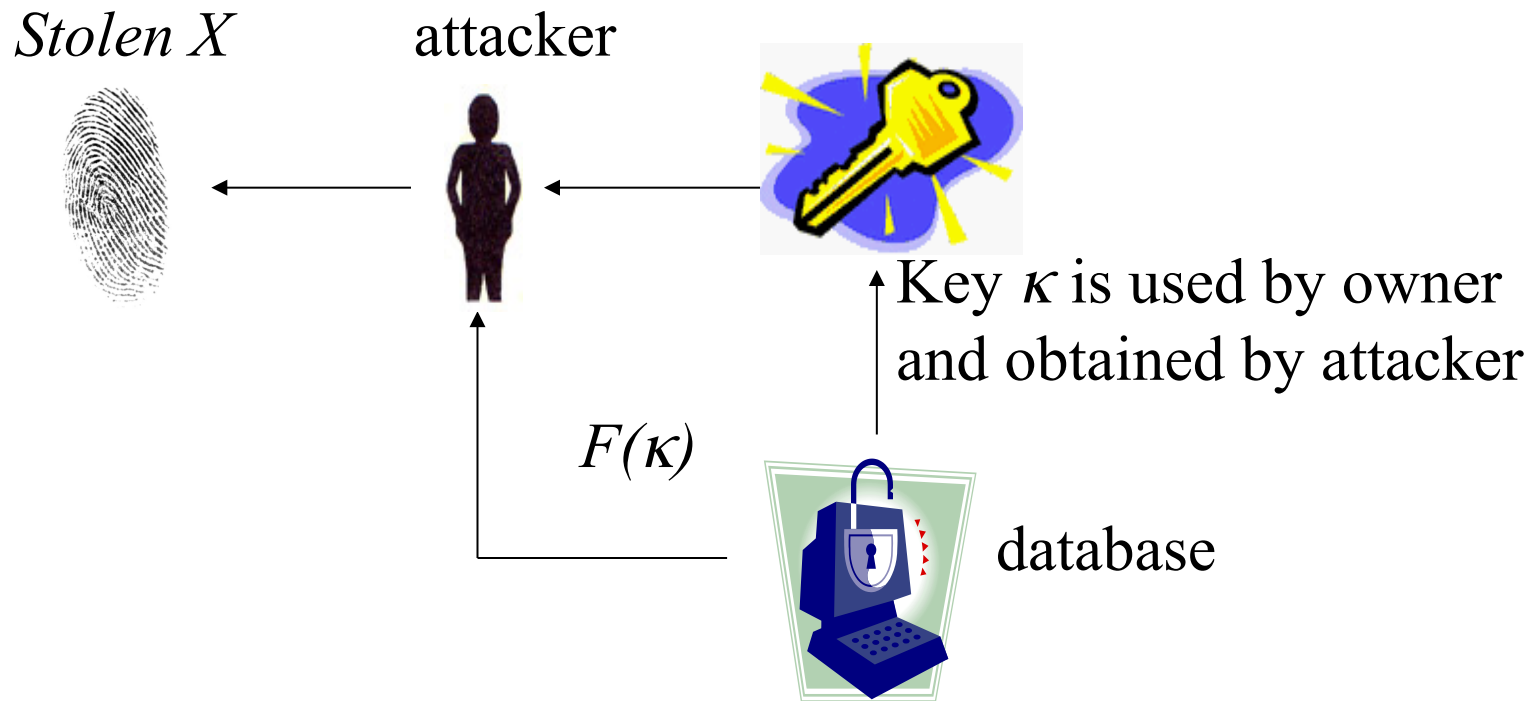 Stolen X
attacker
Key κ is used by owner
and obtained by attacker
F(κ)
database